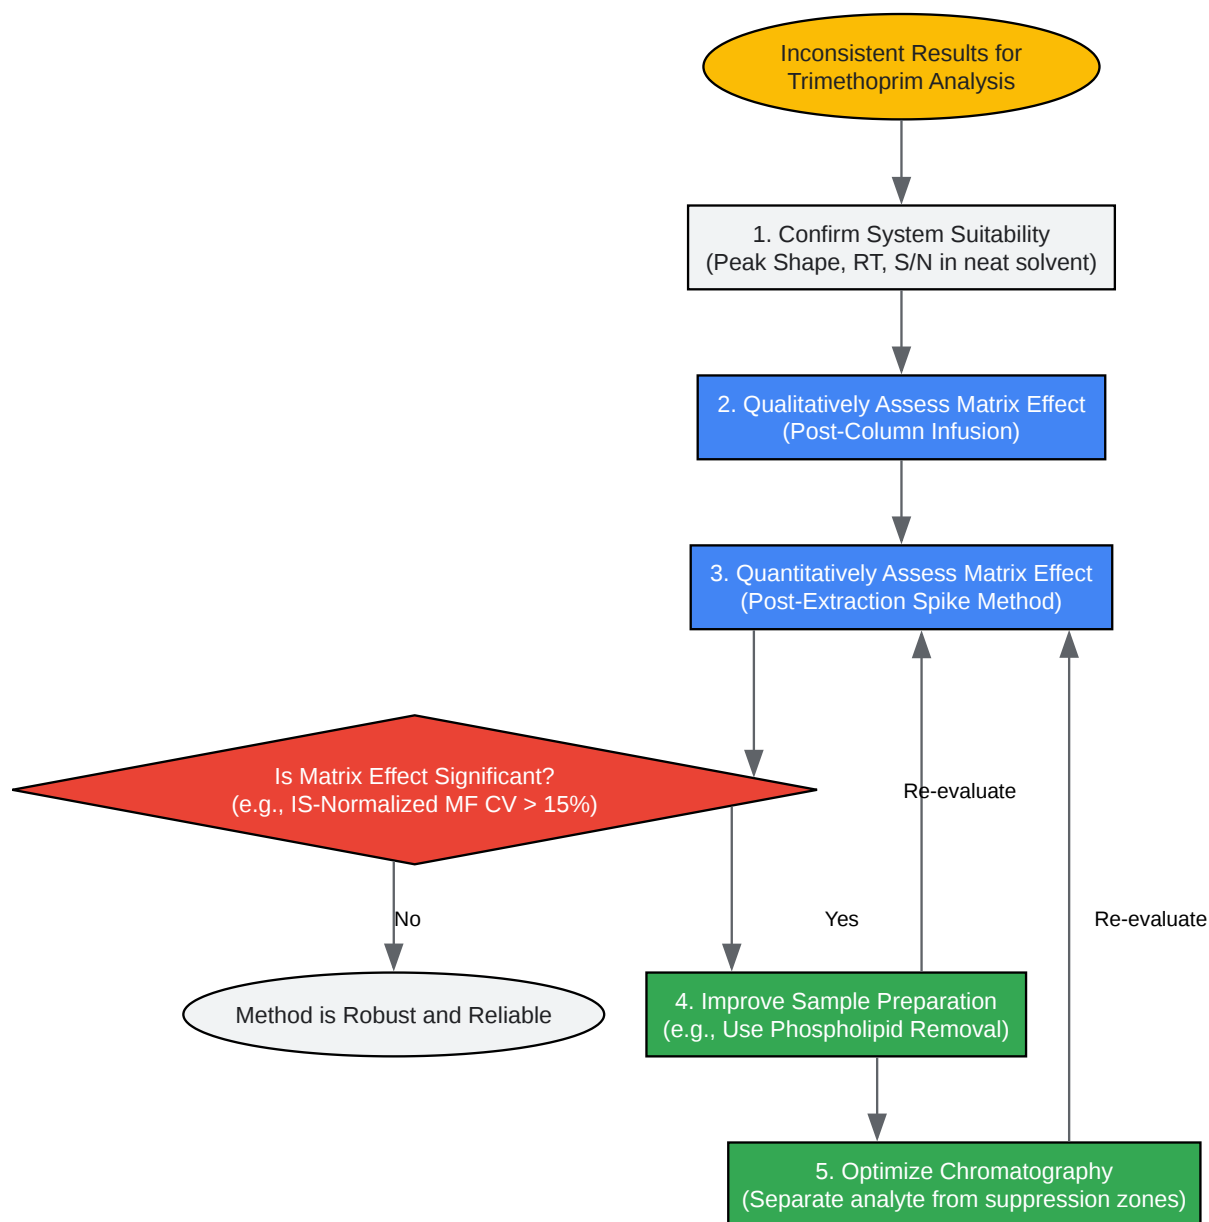 Inconsistent Results for
Trimethoprim Analysis
1. Confirm System Suitability
(Peak Shape, RT, S/N in neat solvent)
2. Qualitatively Assess Matrix Effect
(Post-Column Infusion)
3. Quantitatively Assess Matrix Effect
(Post-Extraction Spike Method)
Is Matrix Effect Significant?
(e.g., IS-Normalized MF CV > 15%)
Re-evaluate
No
Yes
Re-evaluate
Method is Robust and Reliable
4. Improve Sample Preparation
(e.g., Use Phospholipid Removal)
5. Optimize Chromatography
(Separate analyte from suppression zones)